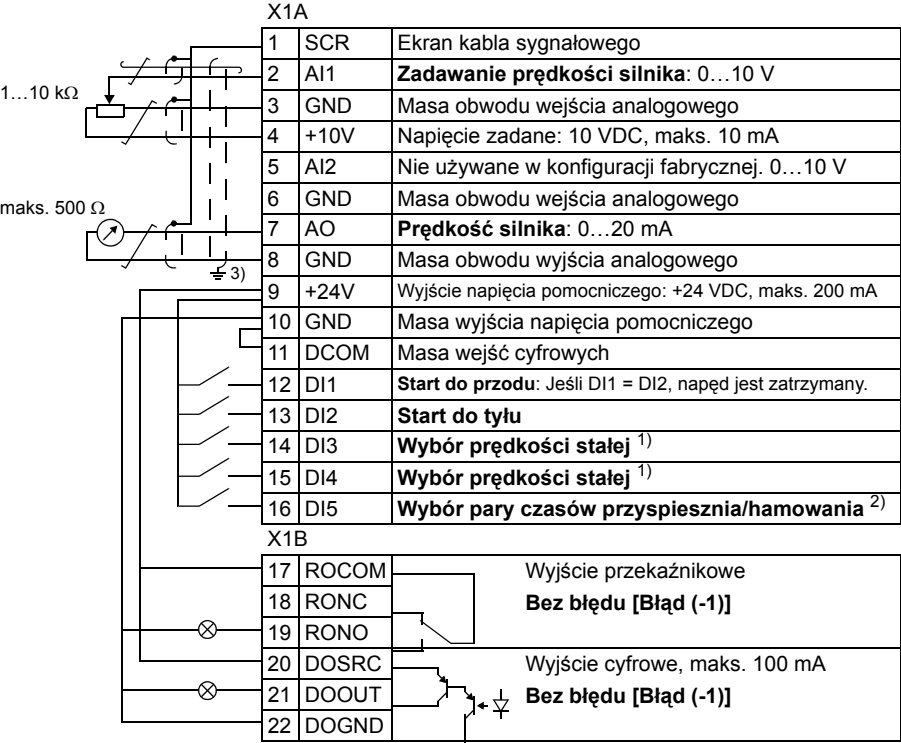 X1A
1 SCR Ekran kabla sygnałowego
2 AI1 Zadawanie prędkości silnika: 0…10 V
1…10 kΩ
3 GND Masa obwodu wejścia analogowego
4 +10V Napięcie zadane: 10 VDC, maks. 10 mA
5 AI2 Nie używane w konfiguracji fabrycznej. 0…10 V
6 GND Masa obwodu wejścia analogowego
maks. 500 Ω
7 AO Prędkość silnika: 0…20 mA
8 GND Masa obwodu wyjścia analogowego
3)
9 +24V Wyjście napięcia pomocniczego: +24 VDC, maks. 200 mA
10 GND Masa wyjścia napięcia pomocniczego
11 DCOM Masa wejść cyfrowych
12 DI1 Start do przodu: Jeśli DI1 = DI2, napęd jest zatrzymany.
13 DI2 Start do tyłu
14 DI3 Wybór prędkości stałej 1)
15 DI4 Wybór prędkości stałej 1)
16 DI5 Wybór pary czasów przyspiesznia/hamowania 2)
X1B
17 ROCOM Wyjście przekaźnikowe
18 RONC Bez błędu [Błąd (-1)]
19 RONO
20 DOSRC Wyjście cyfrowe, maks. 100 mA
21 DOOUT Bez błędu [Błąd (-1)]
22 DOGND